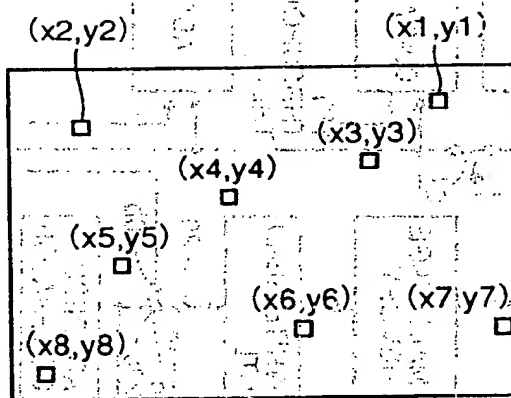 (x2,y2)
(x1,y1)
(x3,y3)
(x4,y4)
(x5,y5)
(x6,y6)
(x7 y7)
(x8,y8)